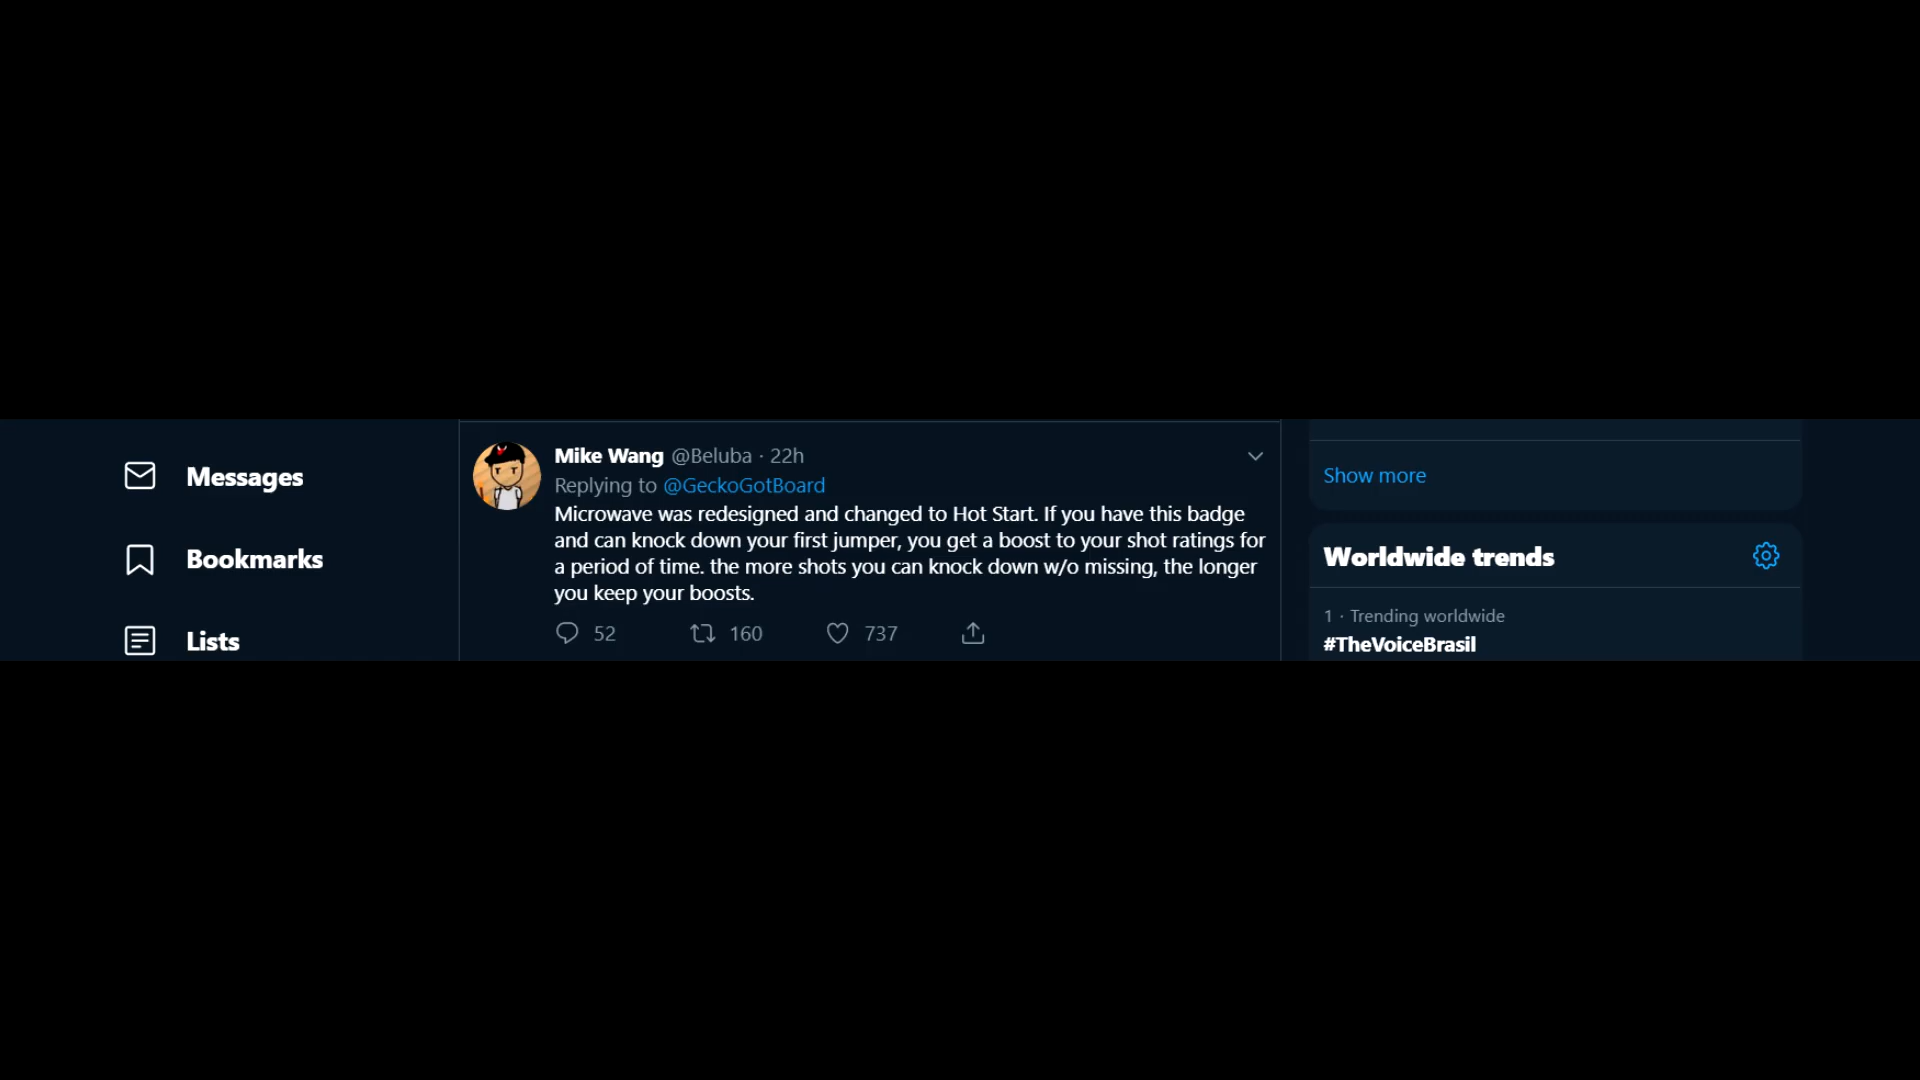 Messages
Bookmarks
Lists
Mike Wang @Beluba · 22h
Replying to @GeckoGotBoard
Microwave was redesigned and changed to Hot Start. If you have this badge
and can knock down your first jumper, you get a boost to your shot ratings for
a period of time. the more shots you can knock down w/o missing, the longer
you keep your boosts.
52 160 737
Show more
Worldwide trends
1 · Trending worldwide
#TheVoiceBrasil